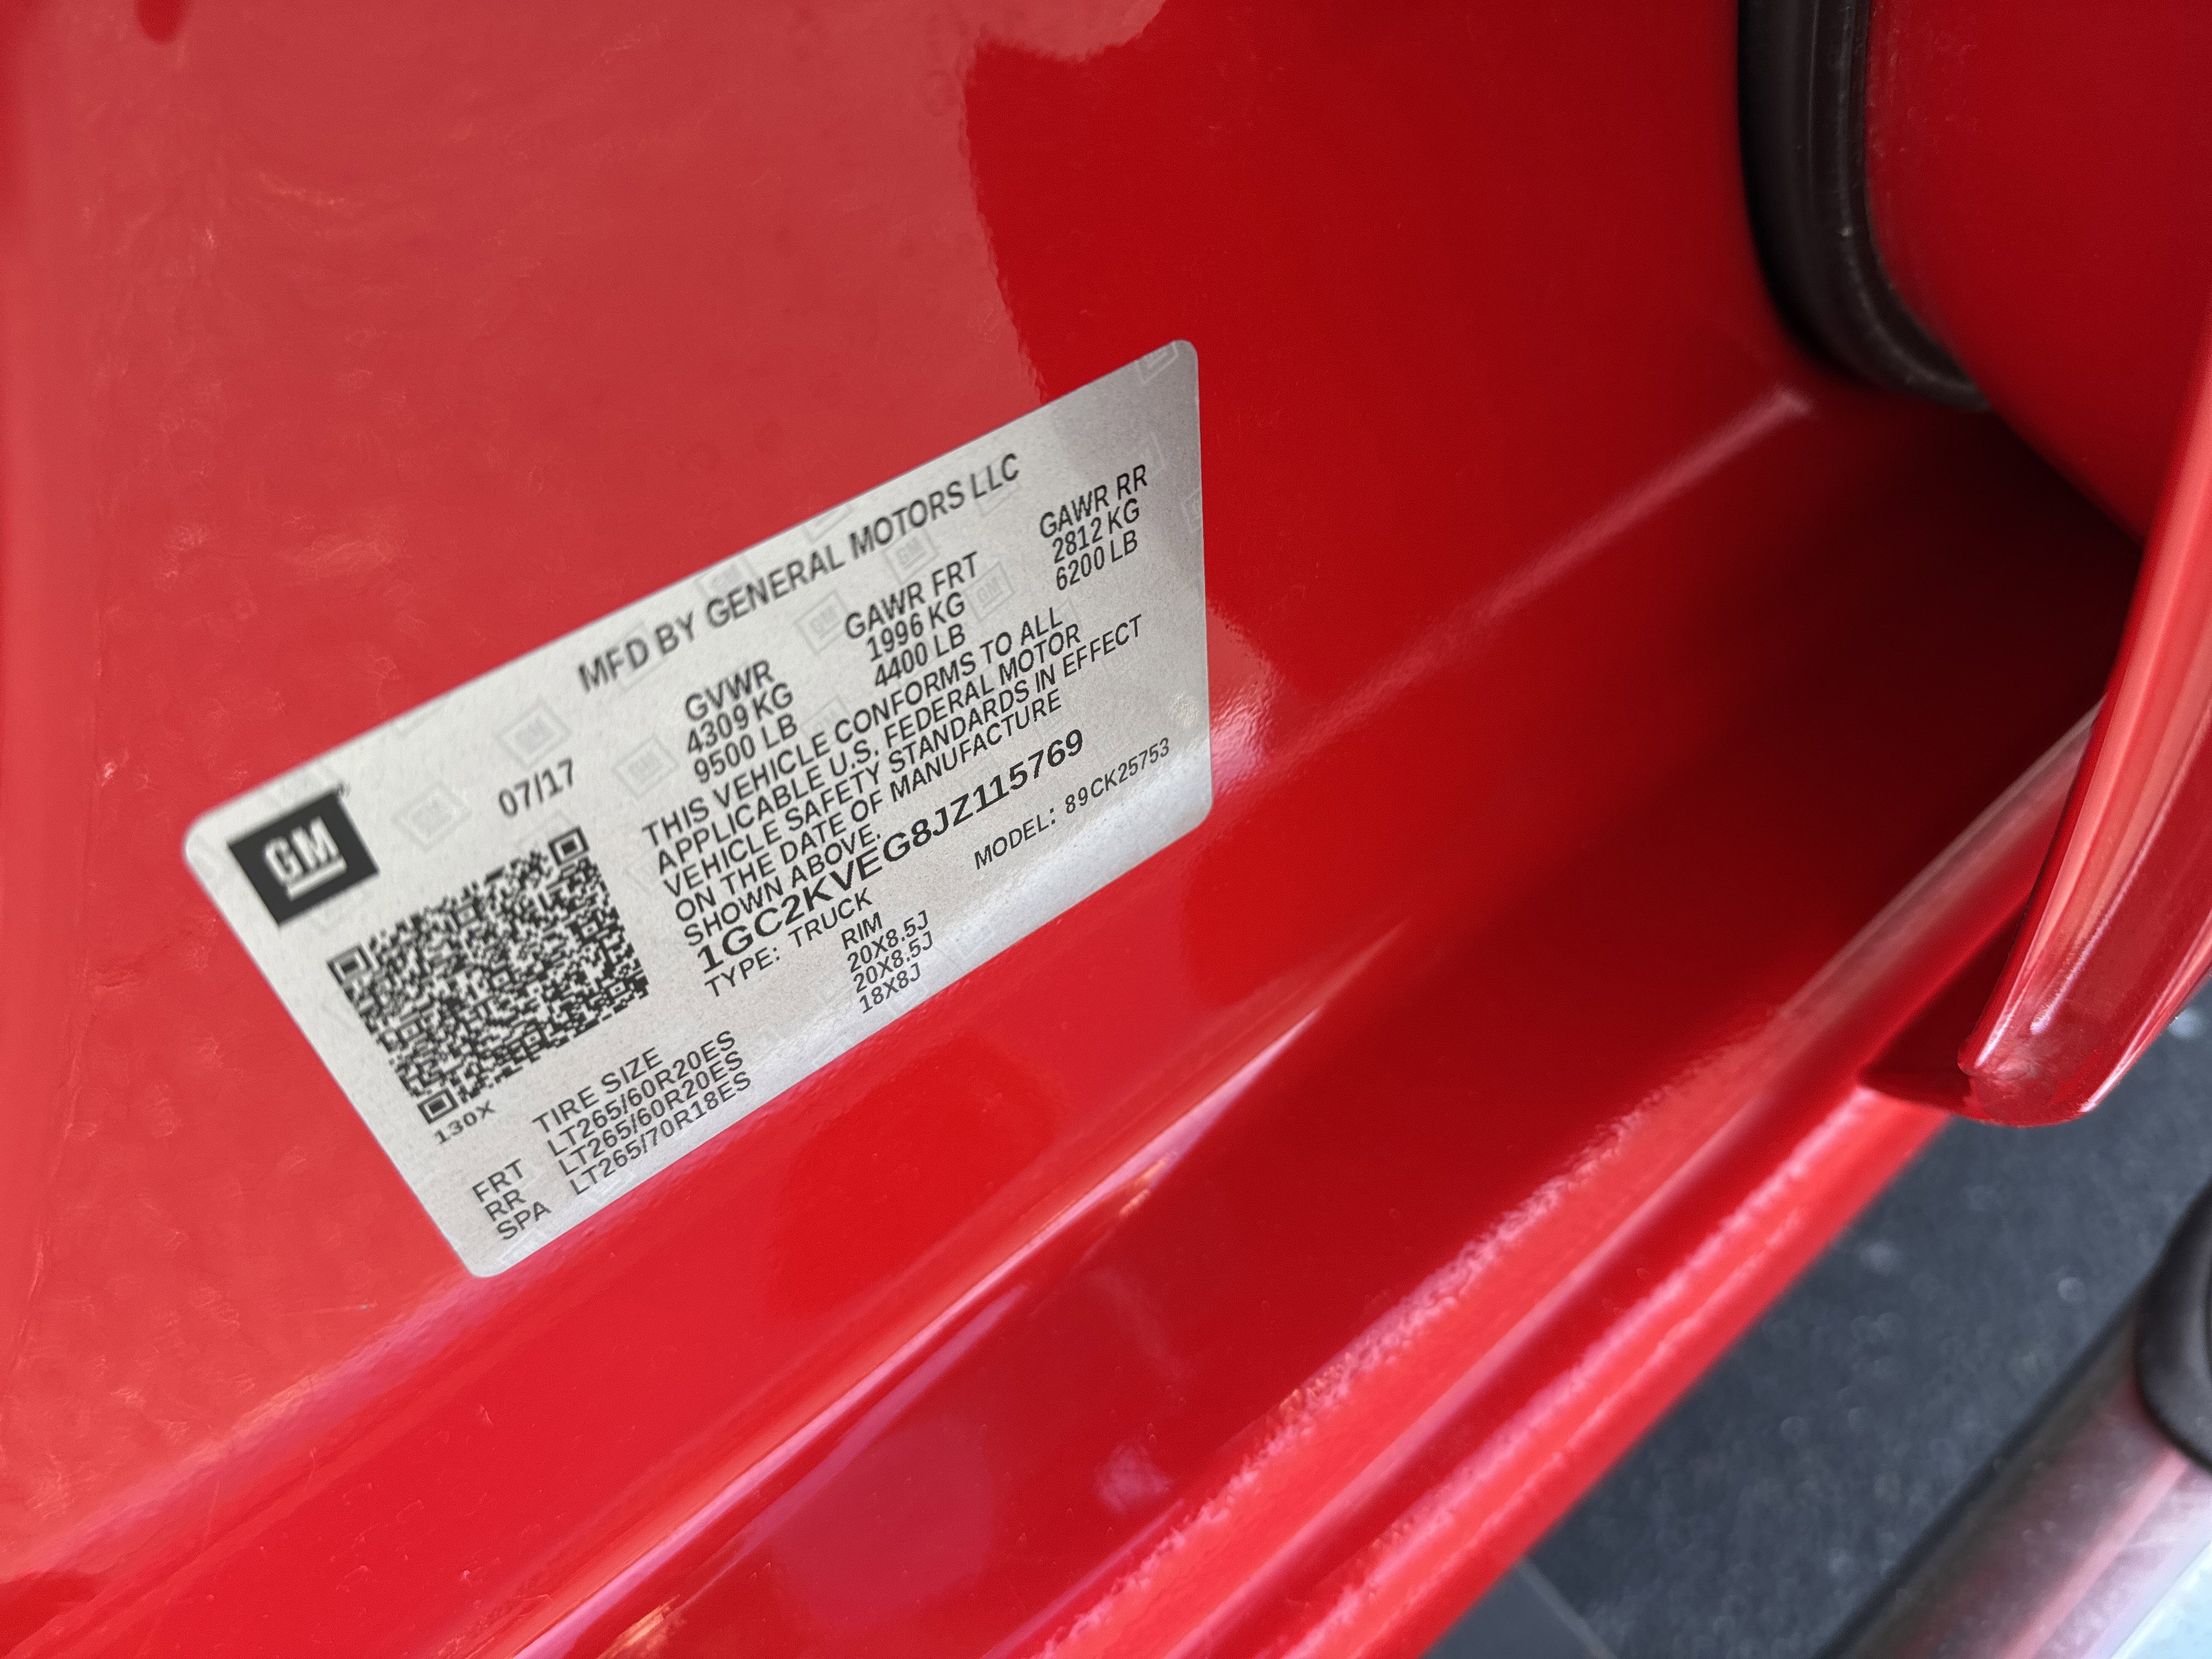 GM
MFD BY GENERAL MOTORS LLC
07/17
GVWR GAWR FRT GAWR RR
4309 KG 1996 KG 2812 KG
9500 LB 4400 LB 6200 LB
THIS VEHICLE CONFORMS TO ALL
APPLICABLE U.S. FEDERAL MOTOR
VEHICLE SAFETY STANDARDS IN EFFECT
ON THE DATE OF MANUFACTURE
SHOWN ABOVE.
1GC2KVEG8JZ115769
TYPE: TRUCK MODEL: 89CK25753
130X
TIRE SIZE RIM
FRT LT265/60R20ES 20X8.5J
RR LT265/60R20ES 20X8.5J
SPA LT265/70R18ES 18X8J